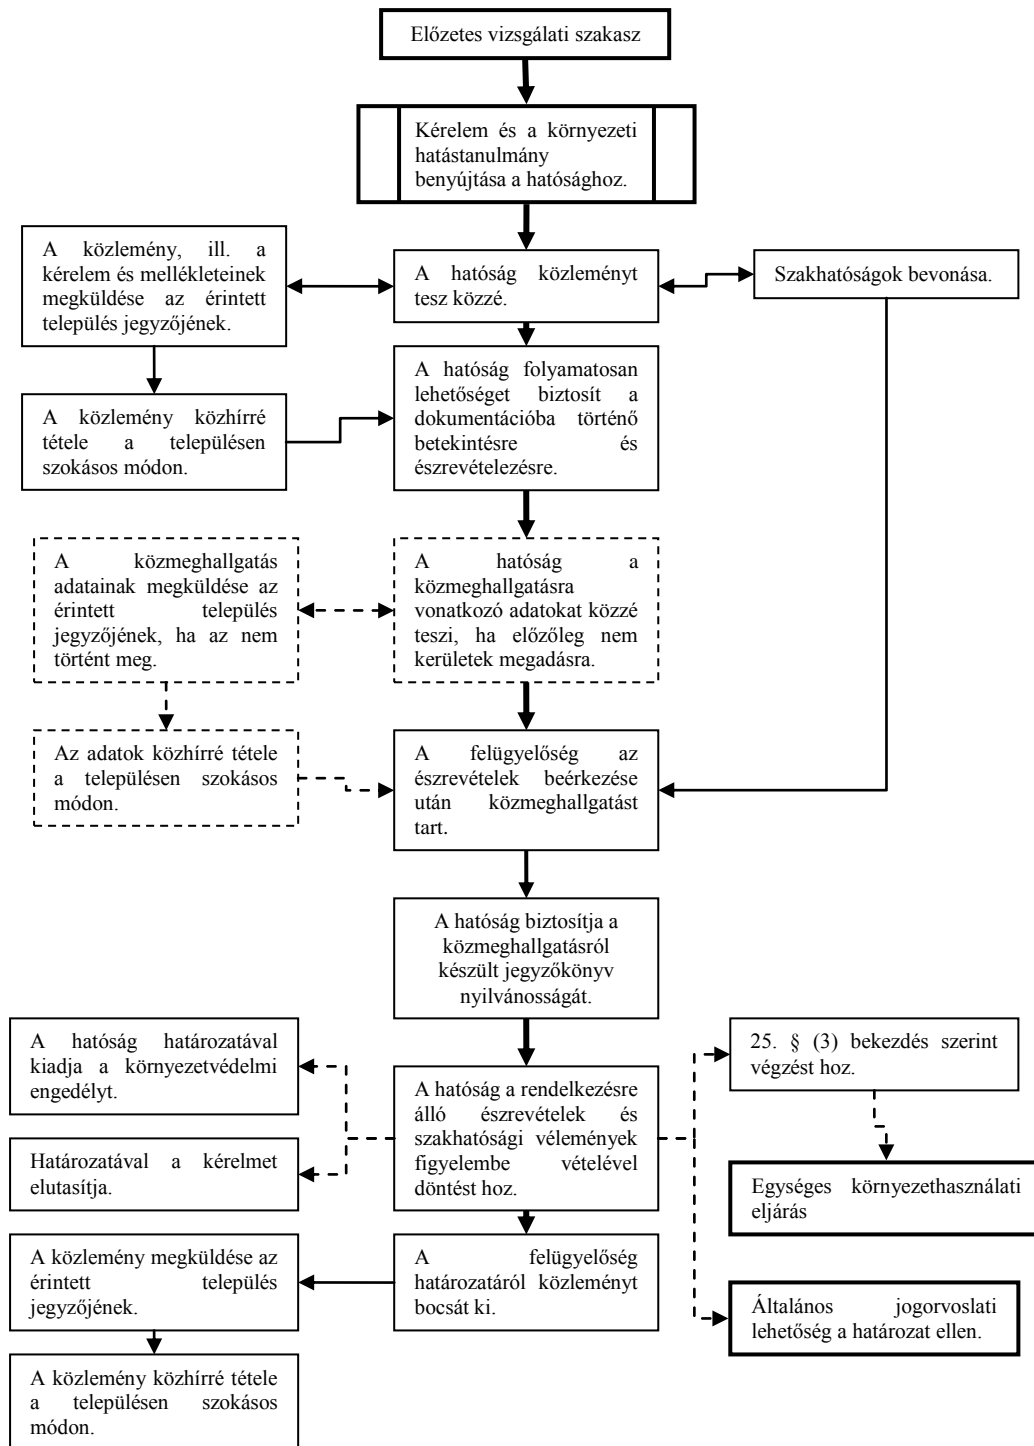 Előzetes vizsgálati szakasz
Kérelem és a környezeti
hatástanulmány
benyújtása a hatósághoz.
A közlemény, ill. a
kérelem és mellékleteinek
megküldése az érintett
település jegyzőjének.
A hatóság közleményt
tesz közzé.
Szakhatóságok bevonása.
A hatóság folyamatosan
lehetőséget biztosít a
dokumentációba történő
betekintésre és
észrevételezésre.
A közlemény közhírré
tétele a településen
szokásos módon.
A közmeghallgatás
adatainak megküldése az
érintett település
jegyzőjének, ha az nem
történt meg.
A hatóság a
közmeghallgatásra
vonatkozó adatokat közzé
teszi, ha előzőleg nem
kerületek megadásra.
Az adatok közhírré tétele
a településen szokásos
módon.
A felügyelőség az
észrevételek beérkezése
után közmeghallgatást
tart.
A hatóság biztosítja a
közmeghallgatásról
készült jegyzőkönyv
nyilvánosságát.
A hatóság határozatával
kiadja a környezetvédelmi
engedélyt.
25. § (3) bekezdés szerint
végzést hoz.
A hatóság a rendelkezésre
álló észrevételek és
szakhatósági vélemények
figyelembe vételével
döntést hoz.
Határozatával a kérelmet
elutasítja.
Egységes környezethasználati
eljárás
A közlemény megküldése az
érintett település
jegyzőjének.
A felügyelőség
határozatáról közleményt
bocsát ki.
Általános jogorvoslati
lehetőség a határozat ellen.
A közlemény közhírré tétele
a településen szokásos
módon.